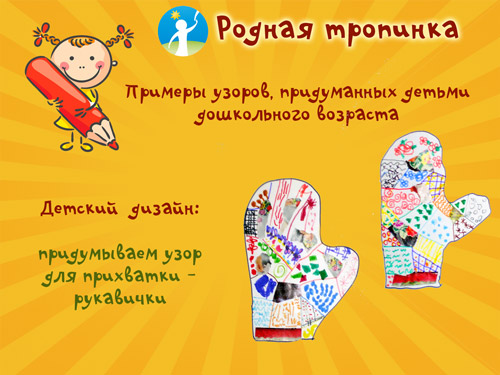 Родная тропинка
Примеры узоров, придуманных детьми
дошкольного возраста
Детский дизайн:
придумываем узор
для прихватки -
рукавички